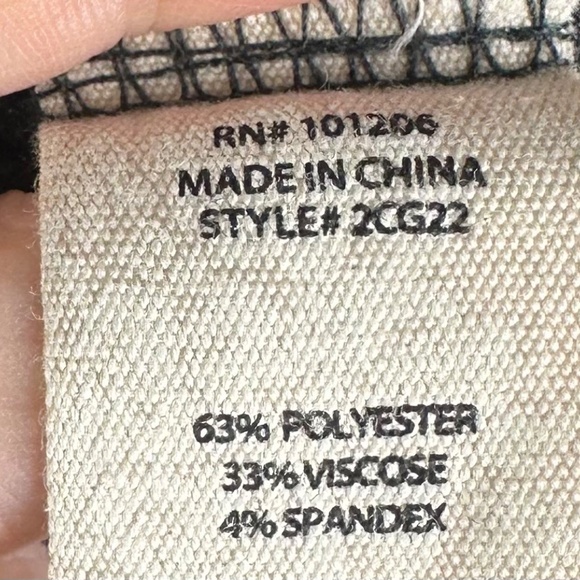 RN# 101206
MADE IN CHINA
STYLE# 2CG22
63% POLYESTER
33% VISCOSE
4% SPANDEX